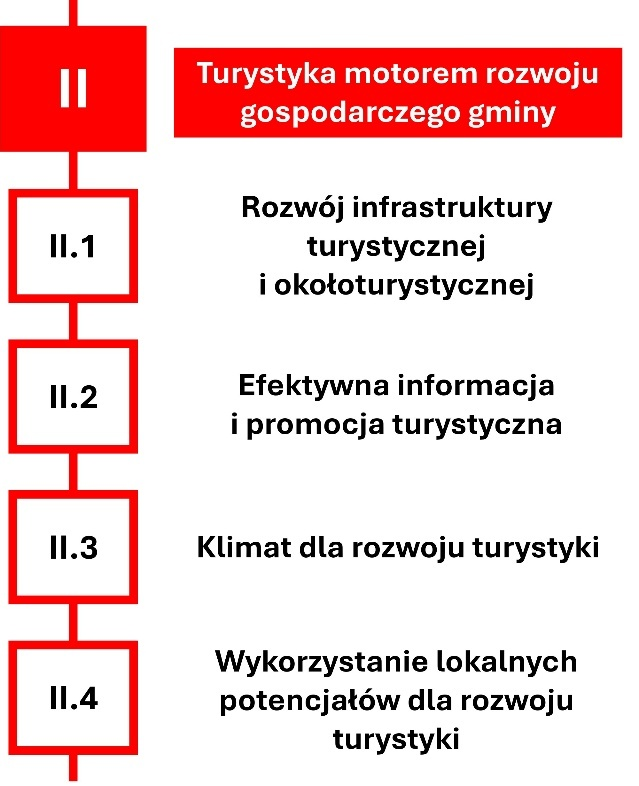 II
Turystyka motorem rozwoju
gospodarczego gminy
II.1
Rozwój infrastruktury
turystycznej
i okołoturystycznej
II.2
Efektywna informacja
i promocja turystyczna
II.3
Klimat dla rozwoju turystyki
II.4
Wykorzystanie lokalnych
potencjałów dla rozwoju
turystyki